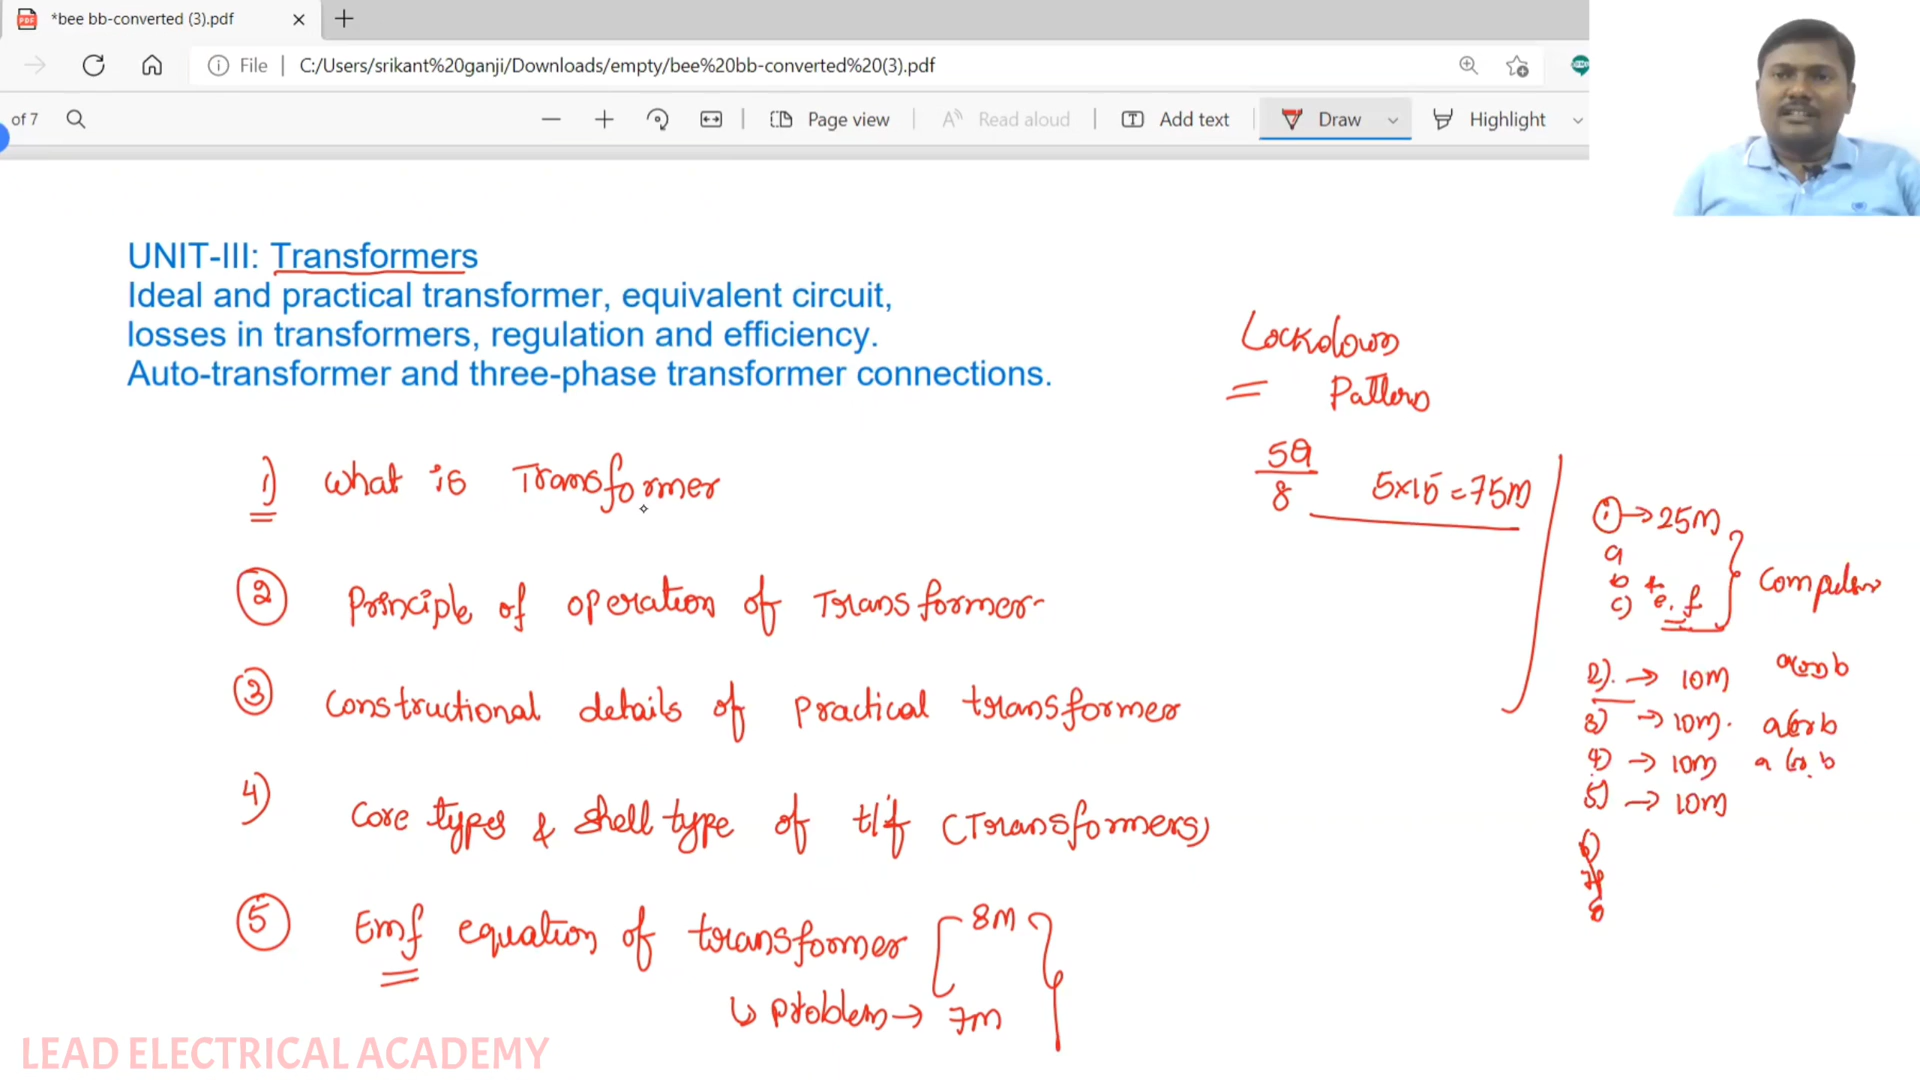 *bee bb-converted (3).pdf
File | C:/Users/srikant%20ganji/Downloads/empty/bee%20bb-converted%20(3).pdf
of 7
Page view
Read aloud
Add text
Draw
Highlight
UNIT-III: Transformers
Ideal and practical transformer, equivalent circuit,
losses in transformers, regulation and efficiency.
Auto-transformer and three-phase transformer connections.
1) What is Transformer
2 Principle of operation of Transformer
3 Constructional details of Practical transformer
4) Core types & shell type of t/f (Transformers)
5 Emf equation of transformer 8M
↳ problem → 7m
Lockdown
=
5Q
8
5x15=75M
1 → 25M
a
b
c) e, f
2). → 10M a(or) b
3) → 10M. a (or) b
4) → 10M a (or) b
5) → 10M
6)
7)
8
LEAD ELECTRICAL ACADEMY